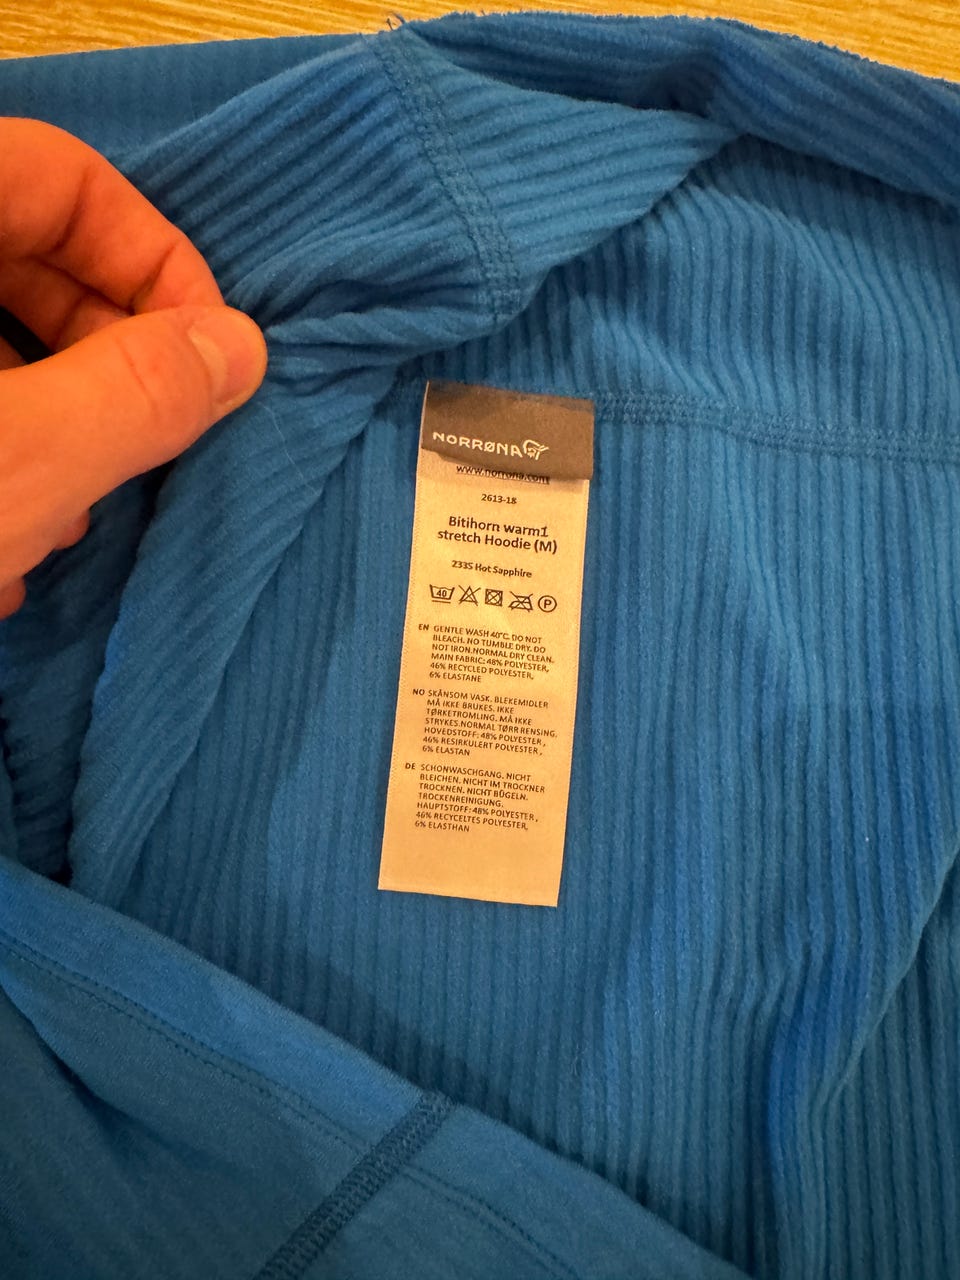 NORRØNA
www.norrona.com
2613-18
Bitihorn warm1
stretch Hoodie (M)
2335 Hot Sapphire
40 P
EN GENTLE WASH 40°C. DO NOT
BLEACH. NO TUMBLE DRY. DO
NOT IRON.NORMAL DRY CLEAN.
MAIN FABRIC: 48% POLYESTER,
46% RECYCLED POLYESTER,
6% ELASTANE
NO SKÅNSOM VASK. BLEKEMIDLER
MÅ IKKE BRUKES. IKKE
TØRKETROMLING. MÅ IKKE
STRYKES.NORMAL TØRR RENSING.
HOVEDSTOFF: 48% POLYESTER,
46% RESIRKULERT POLYESTER,
6% ELASTAN
DE SCHONWASCHGANG. NICHT
BLEICHEN. NICHT IM TROCKNER
TROCKNEN. NICHT BÜGELN.
TROCKENREINIGUNG.
HAUPTSTOFF: 48% POLYESTER,
46% RECYCELTES POLYESTER,
6% ELASTHAN